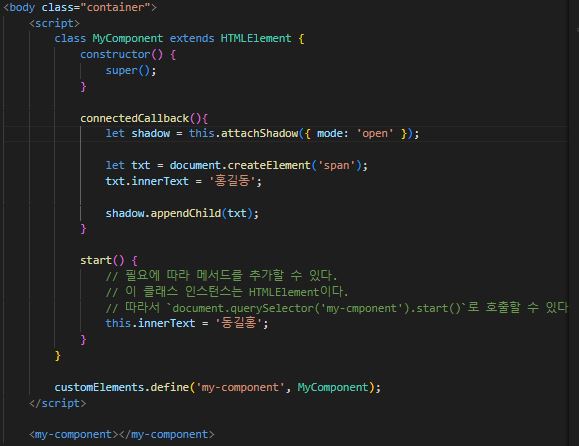 <body class="container">
<script>
class MyComponent extends HTMLElement {
constructor() {
super();
}
connectedCallback(){
let shadow = this.attachShadow({ mode: 'open' });
let txt = document.createElement('span');
txt.innerText = '홍길동';
shadow.appendChild(txt);
}
start() {
// 필요에 따라 메서드를 추가할 수 있다.
// 이 클래스 인스턴스는 HTMLElement이다.
// 따라서 `document.querySelector('my-cmponent').start()`로 호출할 수 있다
this.innerText = '동길홍';
}
}
customElements.define('my-component', MyComponent);
</script>
<my-component></my-component>